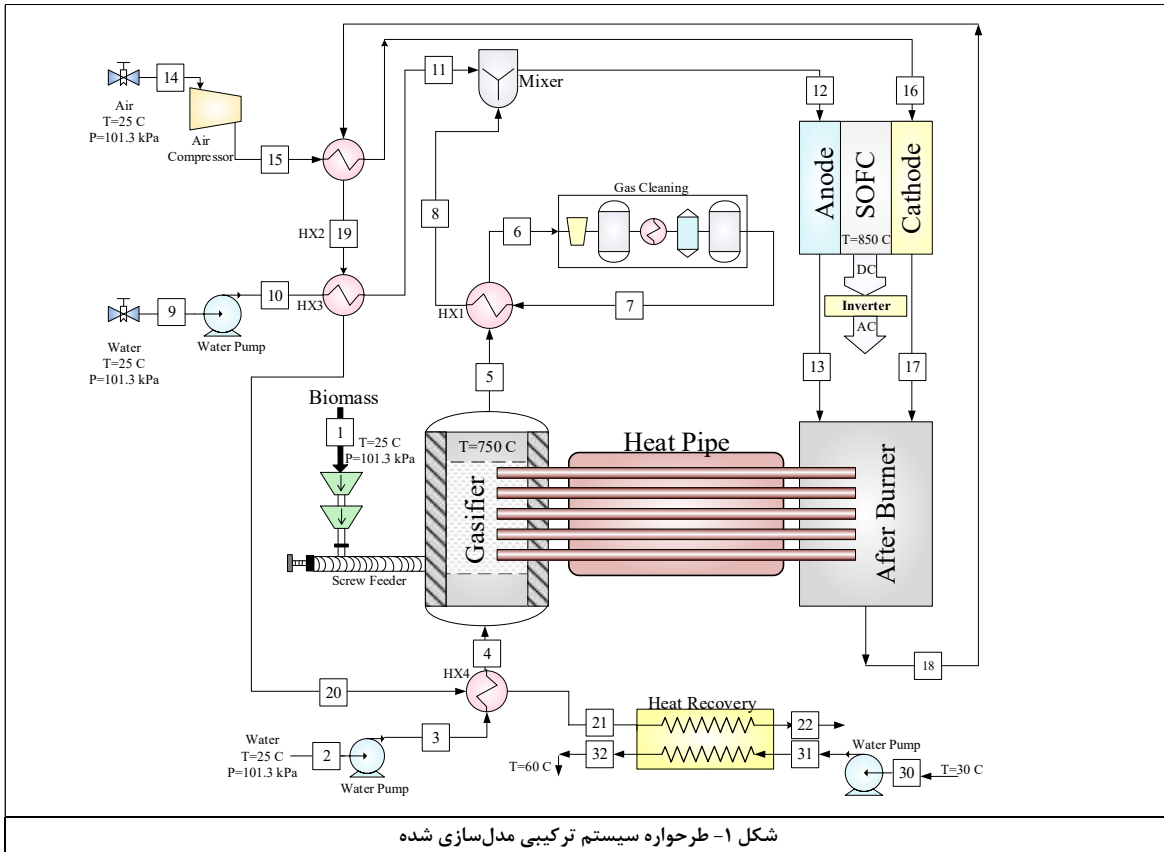 14
Air
T=25 C
P=101.3 kPa
Air
Compressor
15
11
Mixer
12
16
Anode
SOFC
T=850 C
Cathode
DC
Inverter
AC
13
17
8
6
Gas Cleaning
7
HX1
5
HX2
19
HX3
9
10
Water Pump
Water
T=25 C
P=101.3 kPa
Biomass
1
T=25 C
P=101.3 kPa
Screw Feeder
T=750 C
Gasifier
Heat Pipe
After Burner
18
4
HX4
20
Water
T=25 C
P=101.3 kPa
2
3
Water Pump
21
Heat Recovery
22
32
31
T=60 C
Water Pump
30
T=30 C
شکل ۱- طرحواره سیستم ترکیبی مدل‌سازی شده